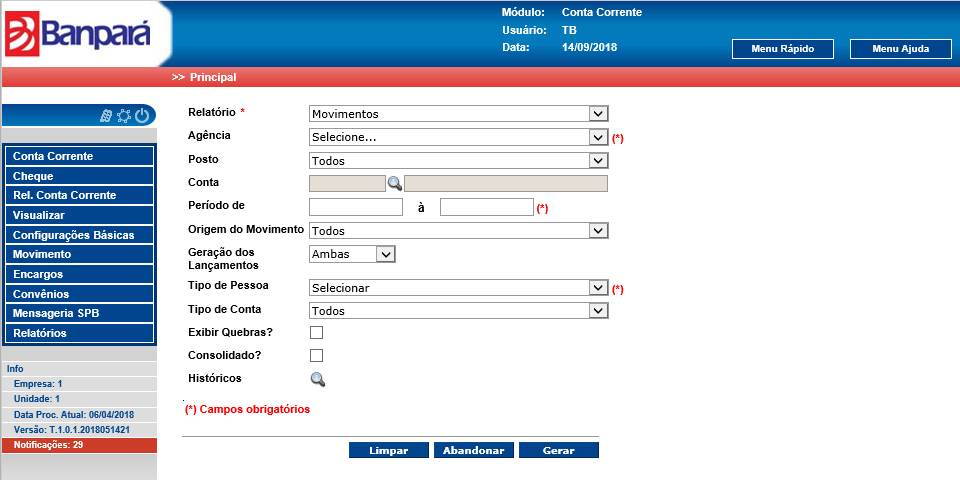 Banpará
Módulo: Conta Corrente
Usuário: TB
Data: 14/09/2018
Menu Rápido
Menu Ajuda
>> Principal
Conta Corrente
Cheque
Rel. Conta Corrente
Visualizar
Configurações Básicas
Movimento
Encargos
Convênios
Mensageria SPB
Relatórios
Info
Empresa: 1
Unidade: 1
Data Proc. Atual: 06/04/2018
Versão: T.1.0.1.2018051421
Notificações: 29
Relatório * Movimentos
Agência Selecione... (*)
Posto Todos
Conta
Período de à (*)
Origem do Movimento Todos
Geração dos
Lançamentos
Ambas
Tipo de Pessoa Selecionar (*)
Tipo de Conta Todos
Exibir Quebras?
Consolidado?
Históricos
(*) Campos obrigatórios
Limpar
Abandonar
Gerar